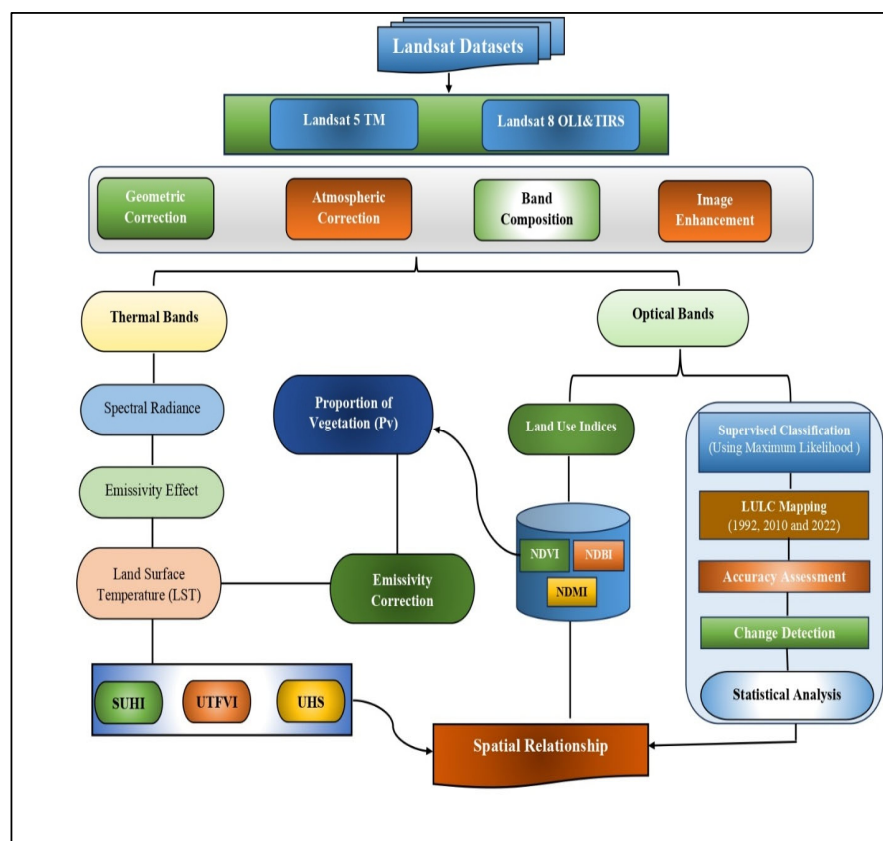 Landsat Datasets
Landsat 5 TM
Landsat 8 OLI&TIRS
Geometric
Correction
Atmospheric
Correction
Band
Composition
Image
Enhancement
Thermal Bands
Optical Bands
Spectral Radiance
Proportion of
Vegetation (Pv)
Land Use Indices
Supervised Classification
(Using Maximum Likelihood )
Emissivity Effect
LULC Mapping
(1992, 2010 and 2022)
NDVI
NDBI
NDMI
Land Surface
Temperature (LST)
Emissivity
Correction
Accuracy Assessment
Change Detection
Statistical Analysis
SUHI
UTFVI
UHS
Spatial Relationship